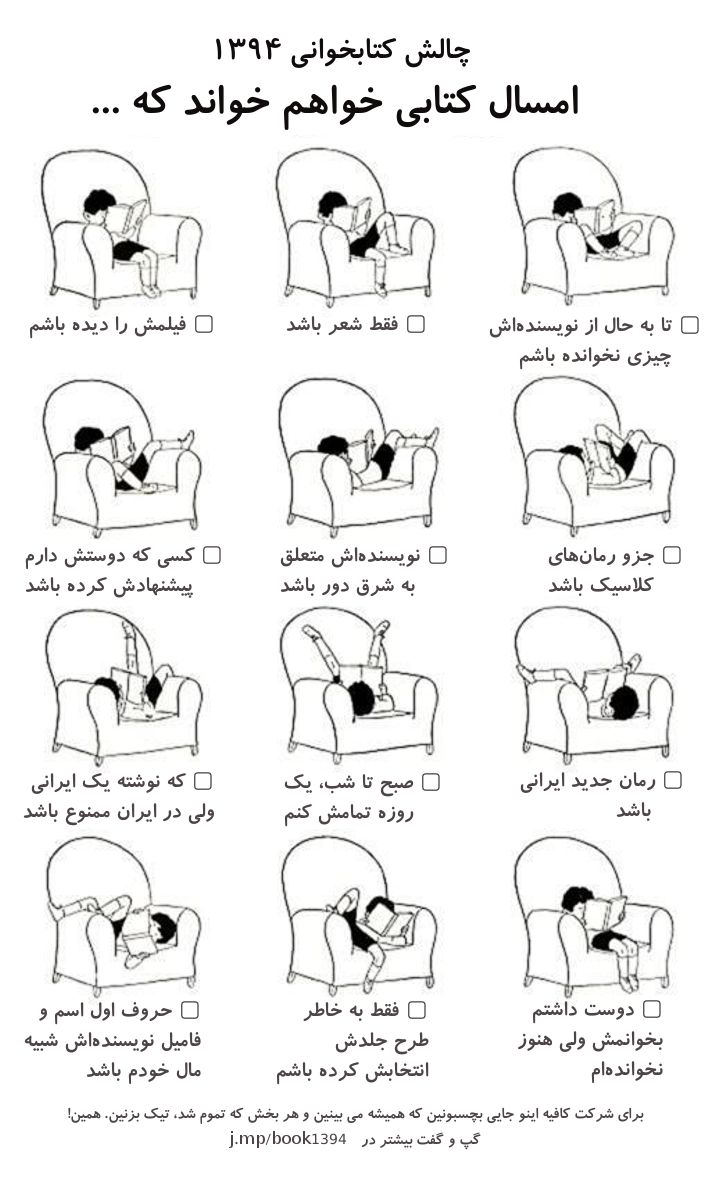 چالش کتابخوانی ۱۳۹۴
امسال کتابی خواهم خواند که ...
تا به حال از نویسنده‌اش
چیزی نخوانده باشم
فقط شعر باشد
فیلمش را دیده باشم
جزو رمان‌های
کلاسیک باشد
نویسنده‌اش متعلق
به شرق دور باشد
کسی که دوستش دارم
پیشنهادش کرده باشد
رمان جدید ایرانی
باشد
صبح تا شب، یک
روزه تمامش کنم
که نوشته یک ایرانی
ولی در ایران ممنوع باشد
دوست داشتم
بخوانمش ولی هنوز
نخوانده‌ام
فقط به خاطر
طرح جلدش
انتخابش کرده باشم
حروف اول اسم و
فامیل نویسنده‌اش شبیه
مال خودم باشد
برای شرکت کافیه اینو جایی بچسبونین که همیشه می بینین و هر بخش که تموم شد، تیک بزنین. همین!
گپ و گفت بیشتر در j.mp/book1394